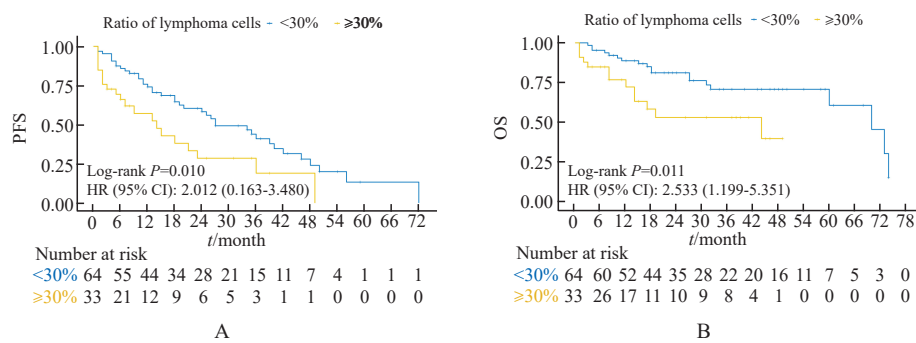 Ratio of lymphoma cells <30% ⩾30%
1.00
0.75
0.50
0.25
0.00
PFS
Log-rank P=0.010
HR (95% CI): 2.012 (0.163-3.480)
0 6 12 18 24 30 36 42 48 54 60 66 72
t/month
Number at risk
<30% 64 55 44 34 28 21 15 11 7 4 1 1 1
⩾30% 33 21 12 9 6 5 3 1 1 0 0 0 0
A
Ratio of lymphoma cells <30% ⩾30%
1.00
0.75
0.50
0.25
0.00
OS
Log-rank P=0.011
HR (95% CI): 2.533 (1.199-5.351)
0 6 12 18 24 30 36 42 48 54 60 66 72 78
t/month
Number at risk
<30% 64 60 52 44 35 28 22 20 16 11 7 5 3 0
⩾30% 33 26 17 11 10 9 8 4 1 0 0 0 0 0
B